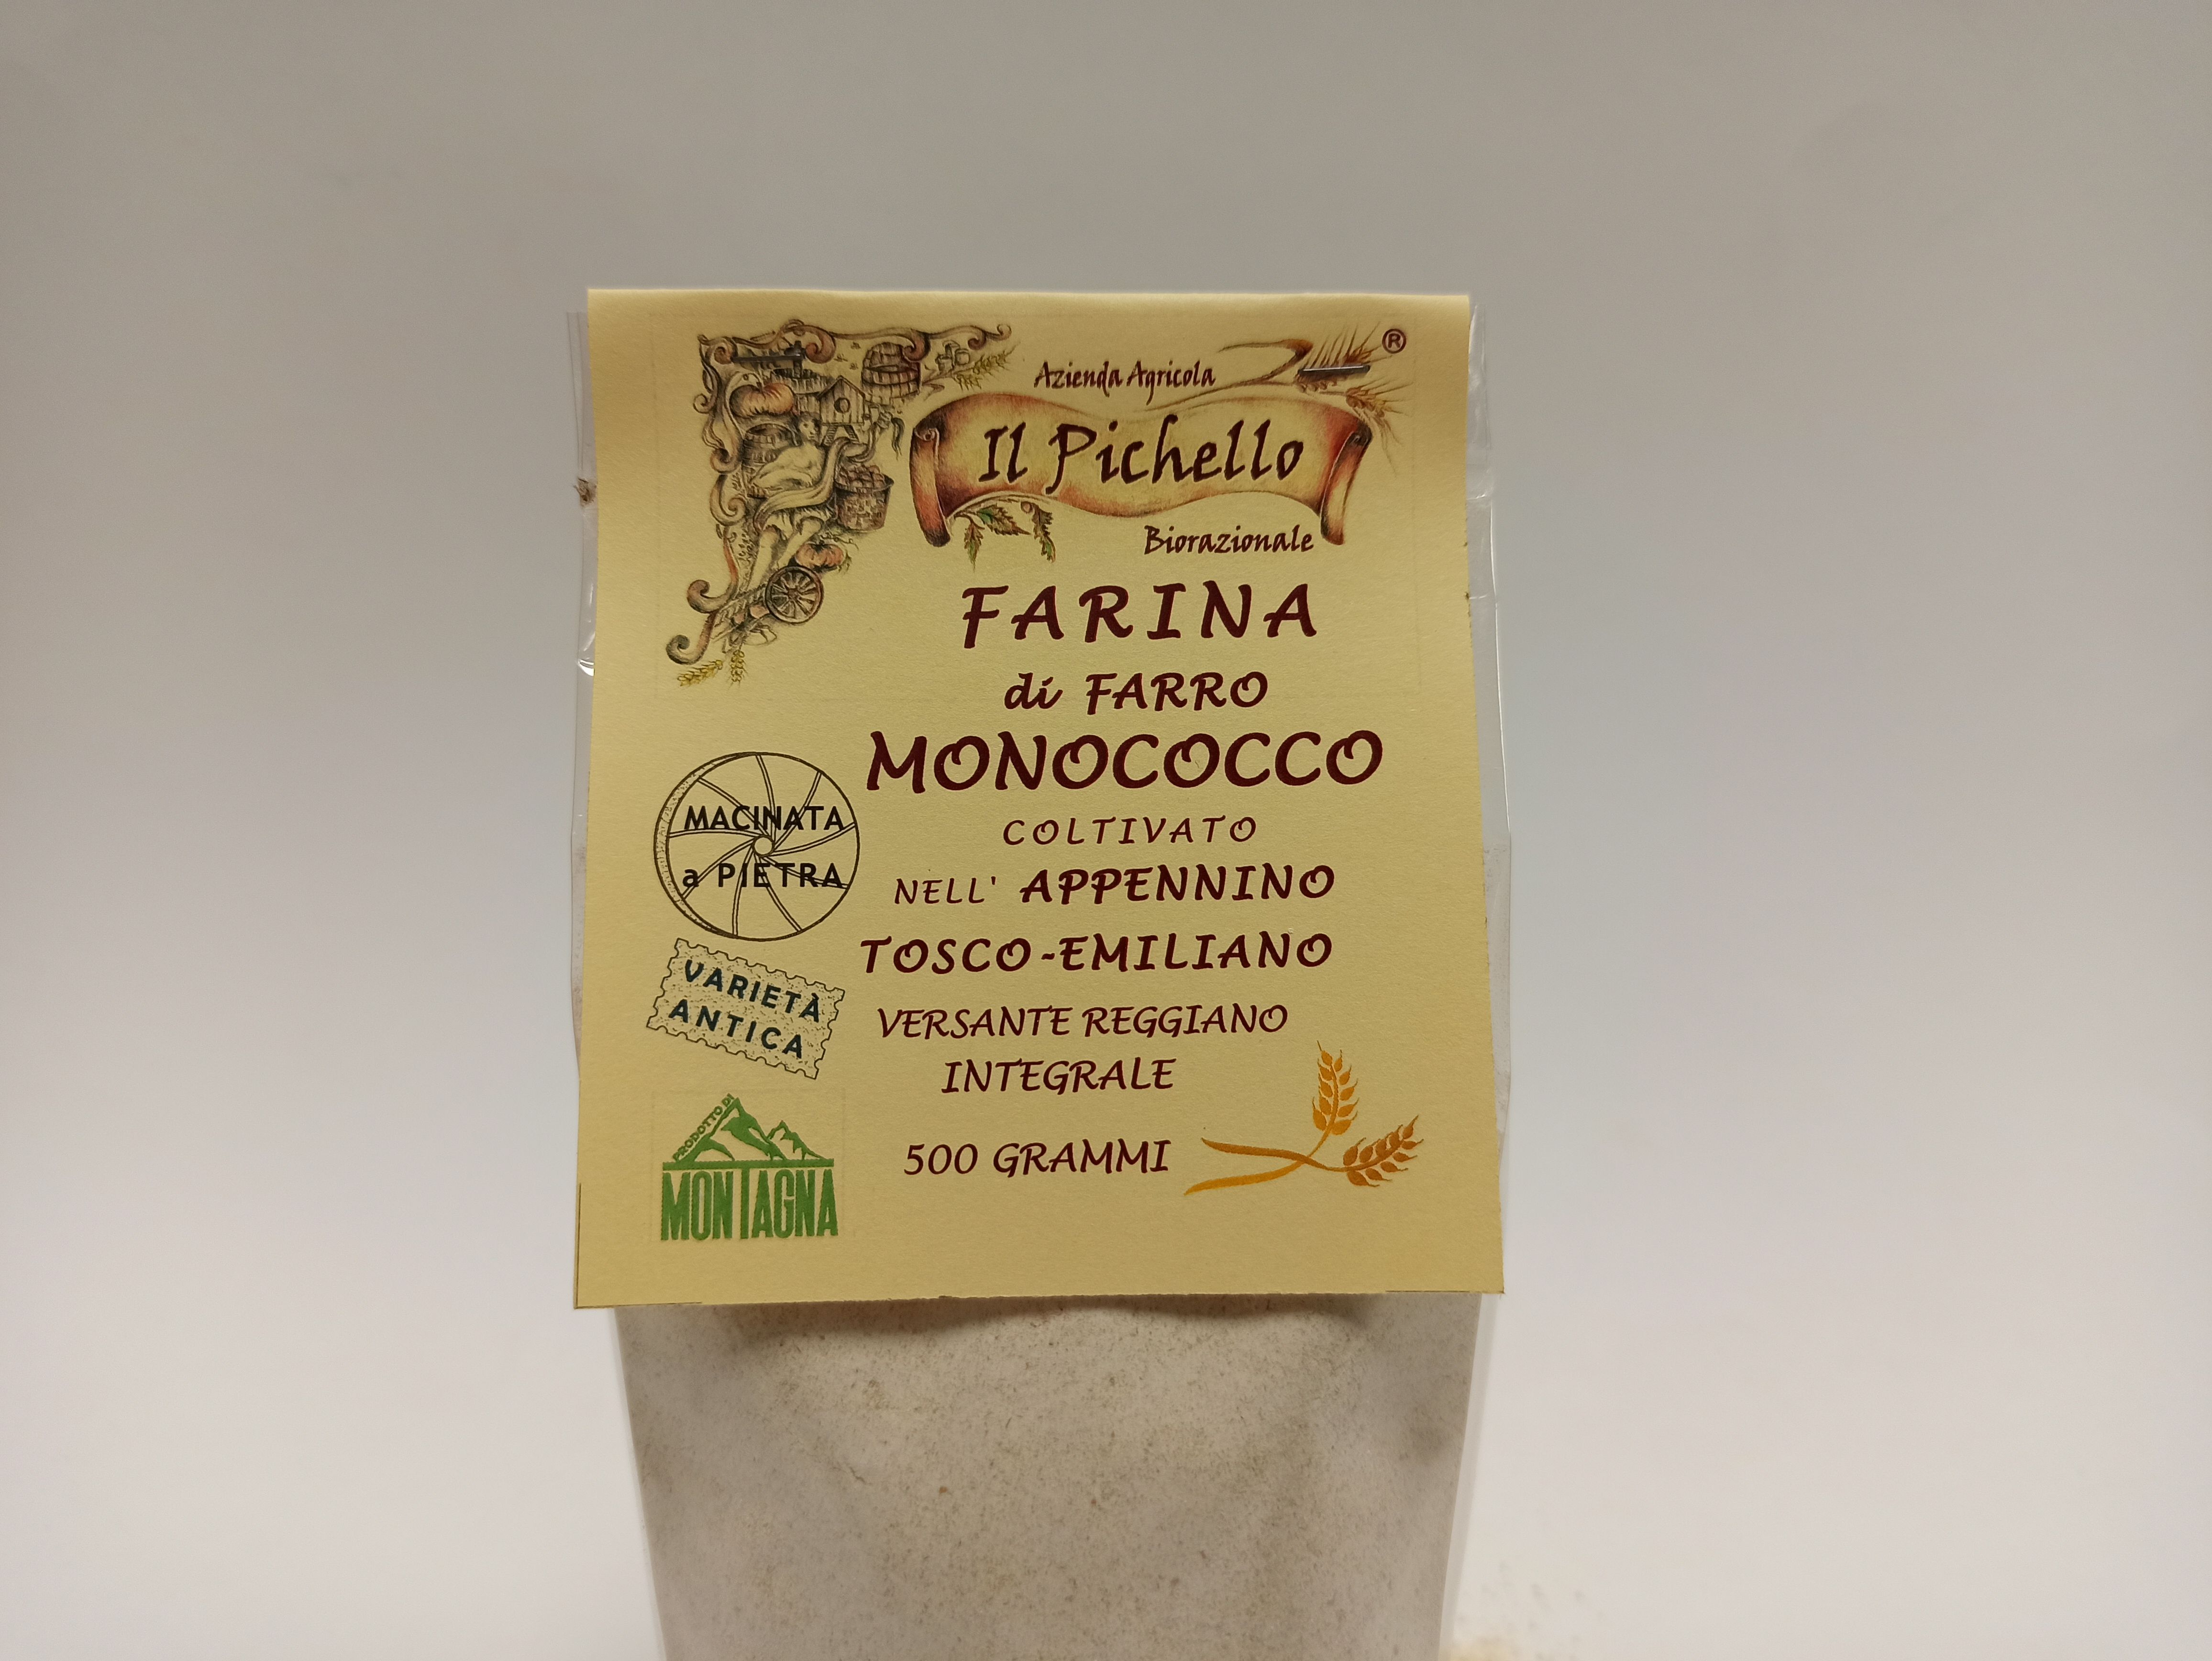 Azienda Agricola ®
Il Pichello
Biorazionale
FARINA
di FARRO
MONOCOCCO
COLTIVATO
NELL' APPENNINO
TOSCO-EMILIANO
VERSANTE REGGIANO
INTEGRALE
500 GRAMMI
MACINATA
a PIETRA
VARIETÀ
ANTICA
PRODOTTO DI
MONTAGNA